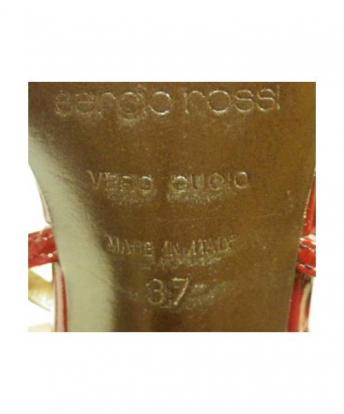 sergio rossi
VERO CUOIO
MADE IN ITALY
37